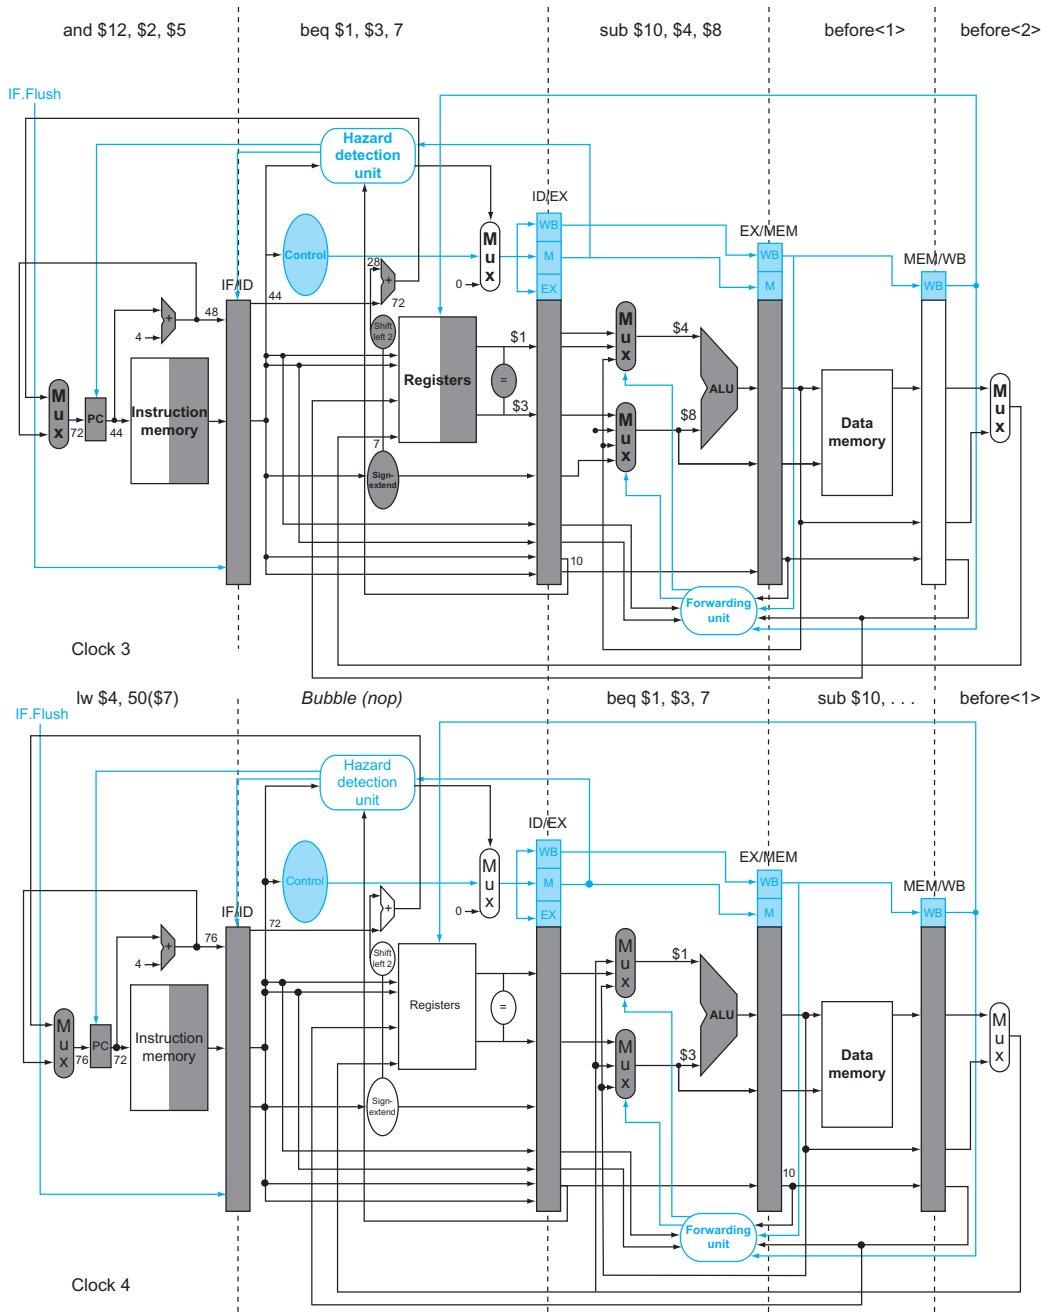 and $12, $2, $5
beq $1, $3, 7
sub $10, $4, $8
before<1>
before<2>
IF.Flush
Hazard
detection
unit
ID/EX
WB
EX/MEM
M
u
x
Control
M
WB
MEM/WB
28
+
0
EX
M
WB
IF/ID
44
72
48
+
4
Shift
left 2
$1
M
u
x
$4
Registers
=
ALU
M
u
x
PC
Instruction
memory
$3
M
u
x
$8
Data
memory
M
u
x
72
44
7
Sign-
extend
10
Forwarding
unit
Clock 3
lw $4, 50($7)
Bubble (nop)
beq $1, $3, 7
sub $10, . . .
before<1>
IF.Flush
Hazard
detection
unit
ID/EX
WB
EX/MEM
M
u
x
Control
M
WB
MEM/WB
+
0
EX
M
WB
IF/ID
72
76
+
4
Shift
left 2
M
u
x
$1
Registers
=
ALU
M
u
x
PC
Instruction
memory
M
u
x
$3
Data
memory
M
u
x
76
72
Sign-
extend
10
Forwarding
unit
Clock 4